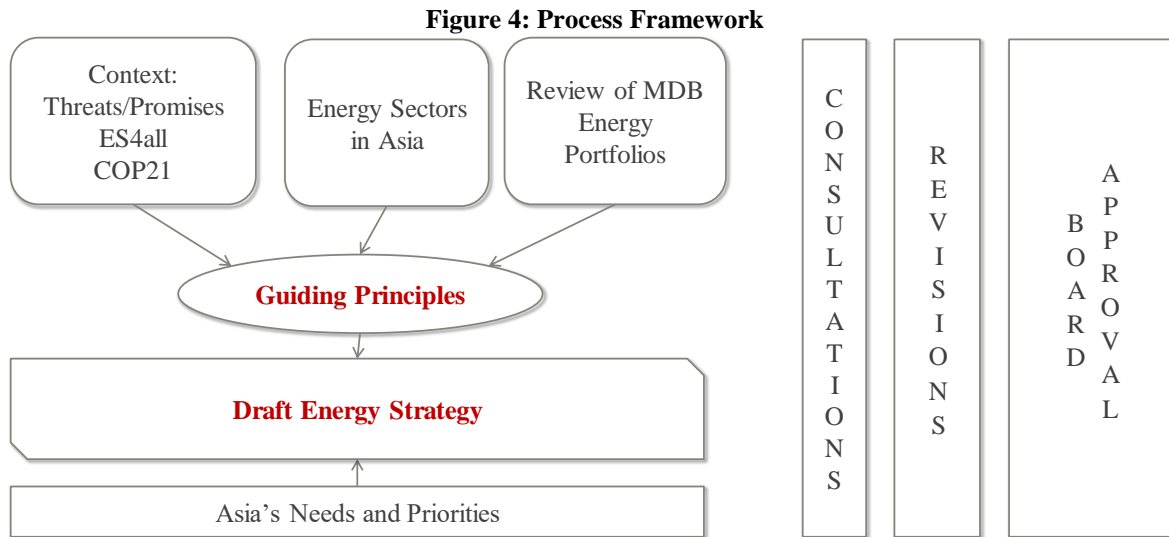 Figure 4: Process Framework
Context:
Threats/Promises
ES4all
COP21
Energy Sectors
in Asia
Review of MDB
Energy
Portfolios
Guiding Principles
Draft Energy Strategy
Asia’s Needs and Priorities
CONSULTATIONS
REVISIONS
BOARD
APPROVAL